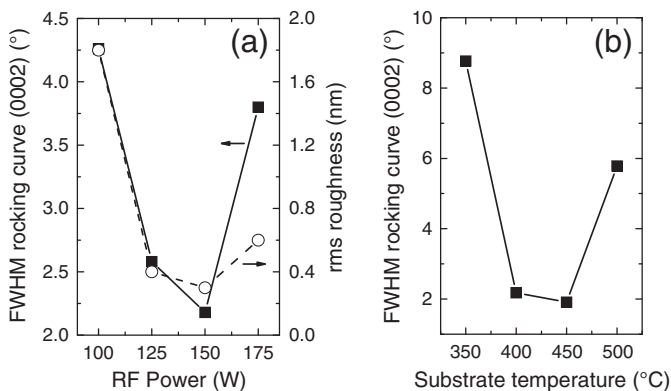 (a)
FWHM rocking curve (0002) (°)
4.5
4.0
3.5
3.0
2.5
2.0
100 125 150 175
RF Power (W)
2.0
1.6
1.2
0.8
0.4
0.0
rms roughness (nm)
(b)
FWHM rocking curve (0002) (°)
10
8
6
4
2
350 400 450 500
Substrate temperature (°C)